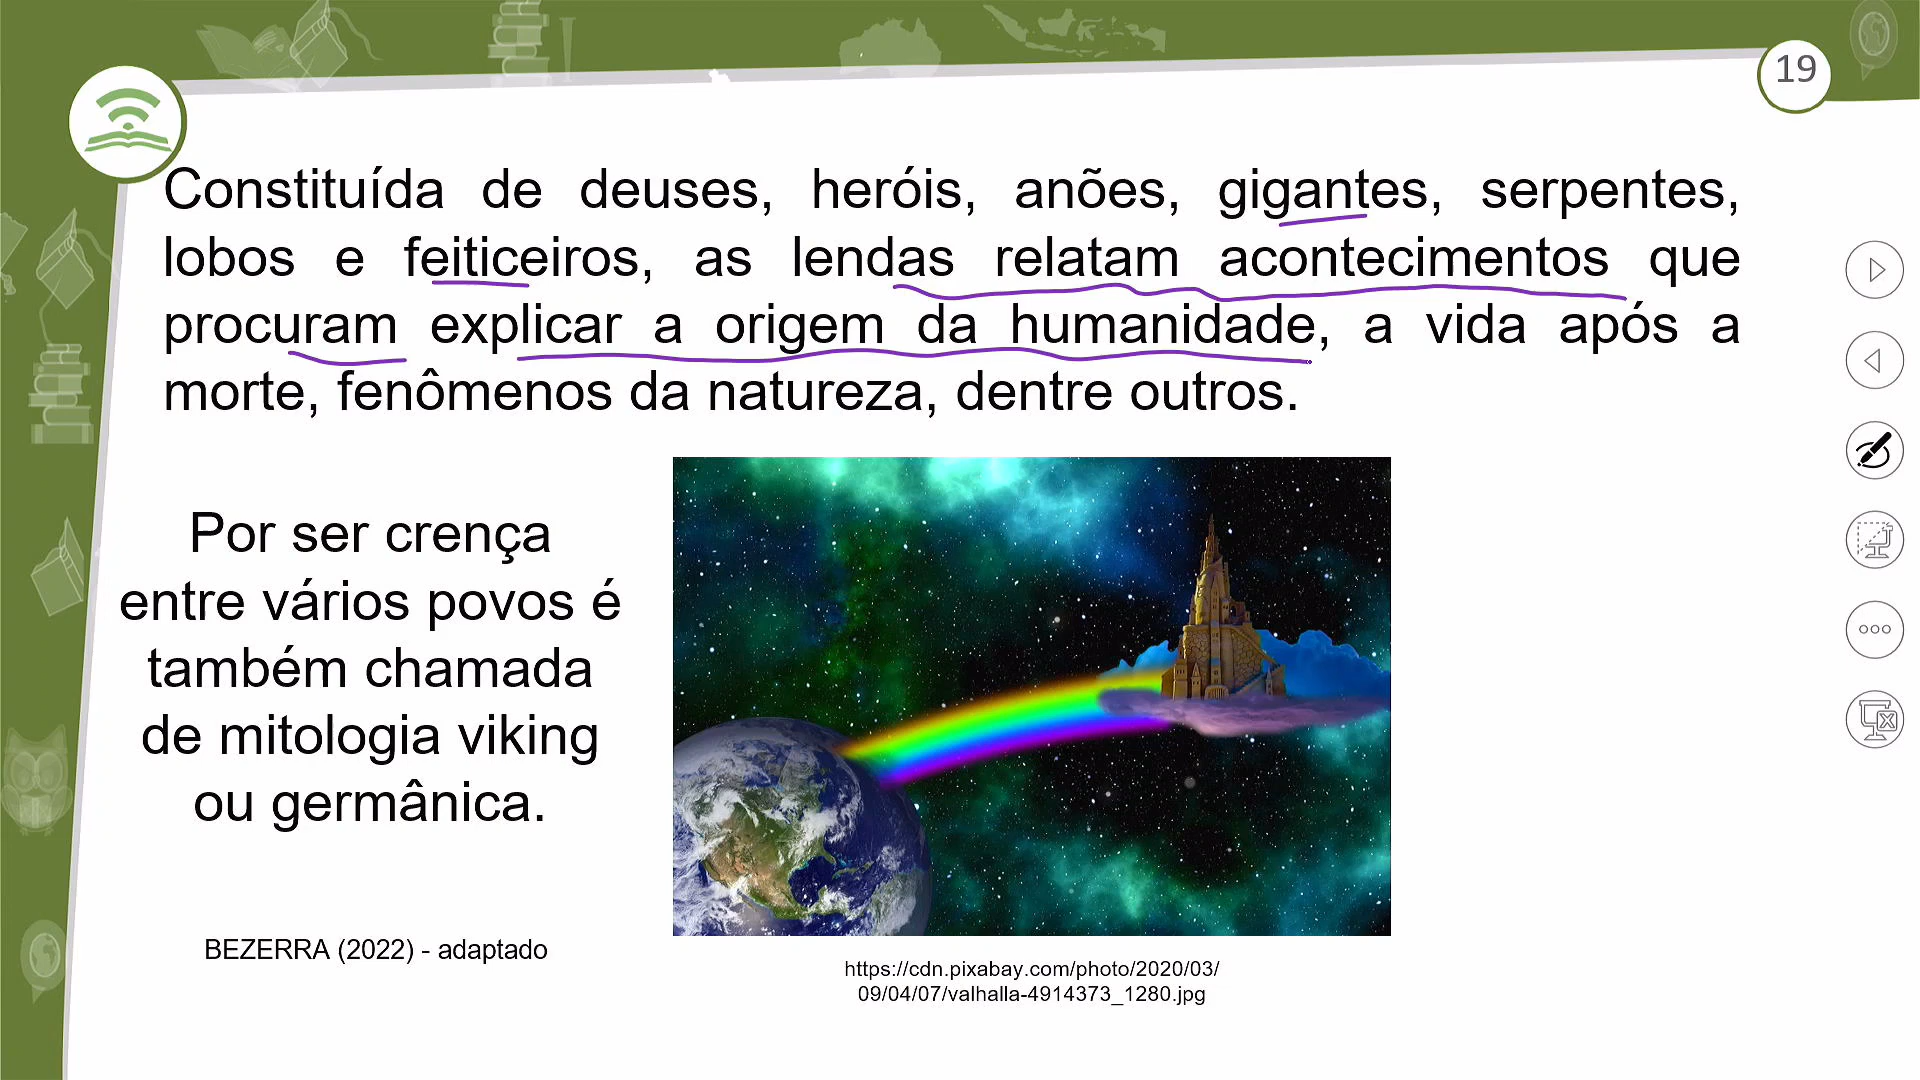 19
Constituída de deuses, heróis, anões, gigantes, serpentes,
lobos e feiticeiros, as lendas relatam acontecimentos que
procuram explicar a origem da humanidade, a vida após a
morte, fenômenos da natureza, dentre outros.
Por ser crença
entre vários povos é
também chamada
de mitologia viking
ou germânica.
BEZERRA (2022) - adaptado
https://cdn.pixabay.com/photo/2020/03/
09/04/07/valhalla-4914373_1280.jpg